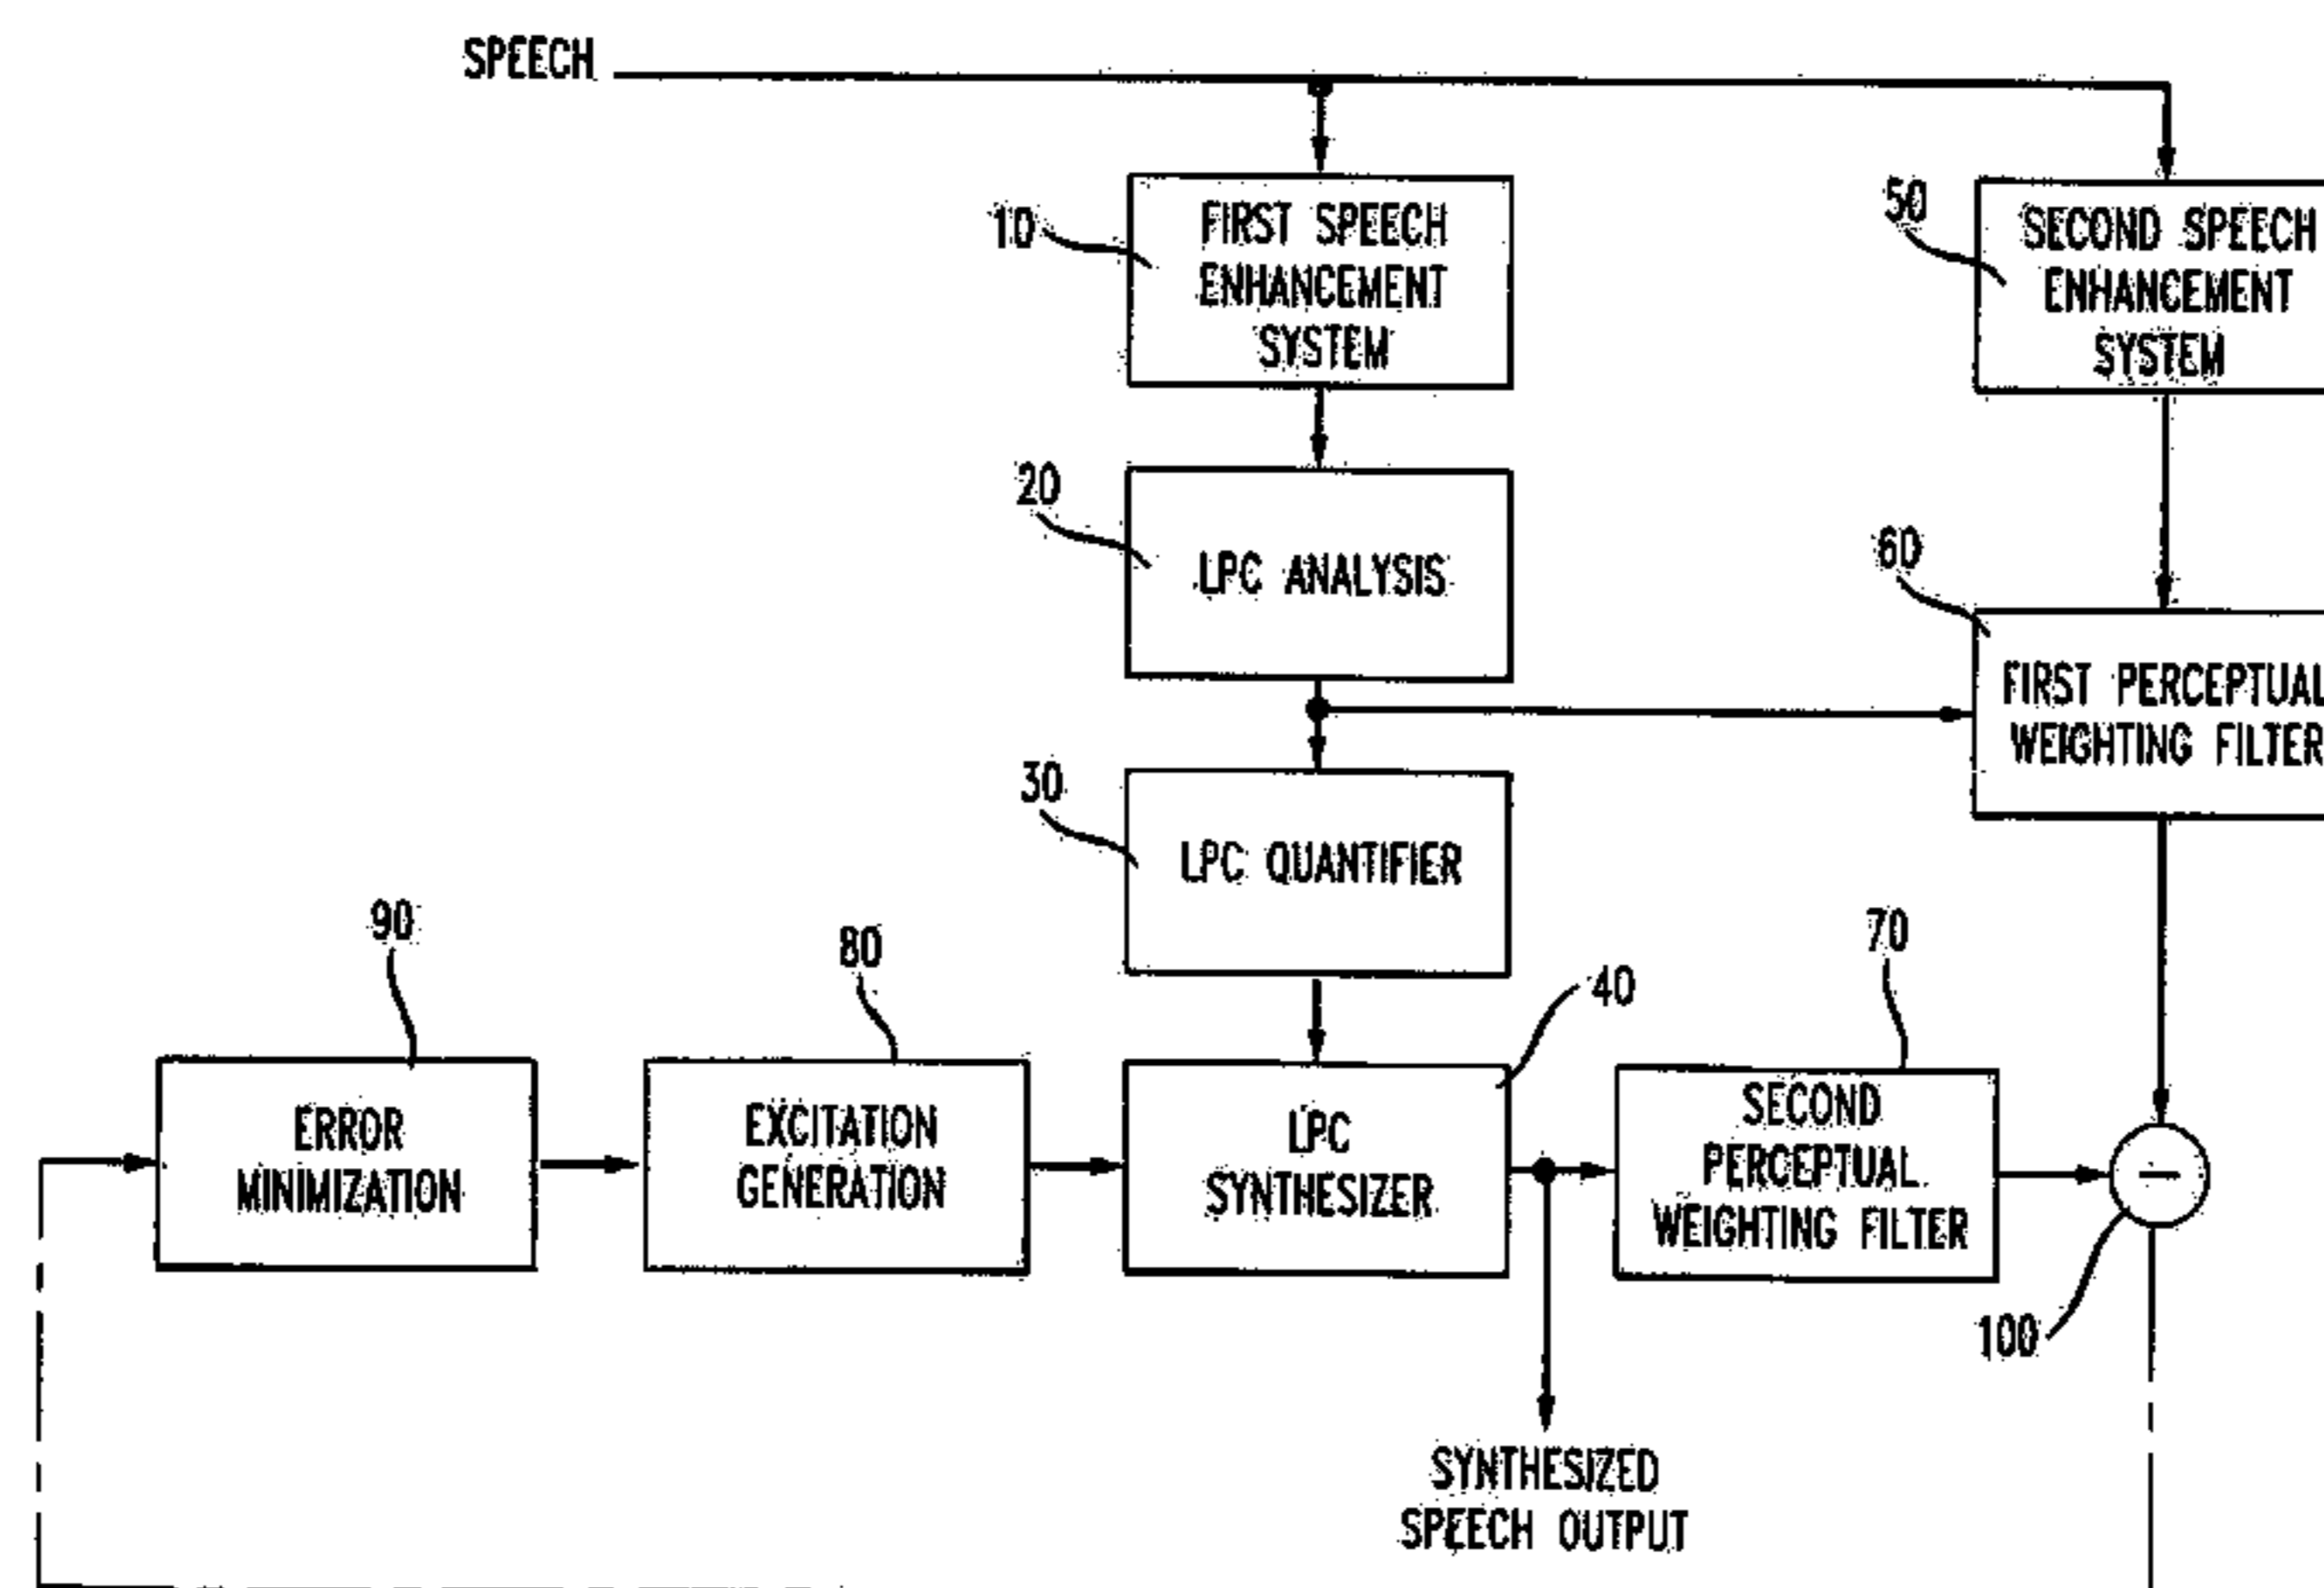 SPEECH
10
FIRST SPEECH
ENHANCEMENT
SYSTEM
50
SECOND SPEECH
ENHANCEMENT
SYSTEM
20
LPC ANALYSIS
60
FIRST PERCEPTUAL
WEIGHTING FILTER
30
LPC QUANTIFIER
90
ERROR
MINIMIZATION
80
EXCITATION
GENERATION
40
LPC
SYNTHESIZER
70
SECOND
PERCEPTUAL
WEIGHTING FILTER
–
100
SYNTHESIZED
SPEECH OUTPUT